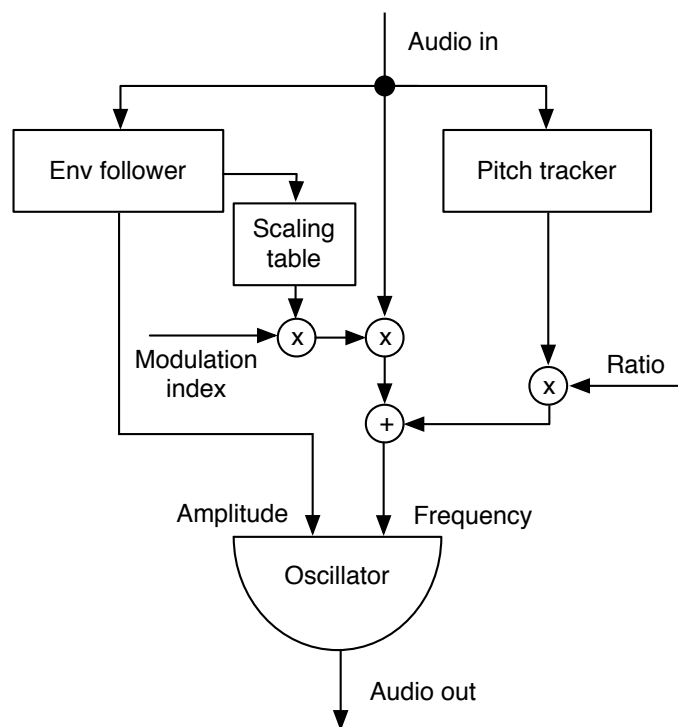 Audio in
Env follower
Pitch tracker
Scaling
table
x
x
Modulation
index
Ratio
x
+
Amplitude
Frequency
Oscillator
Audio out